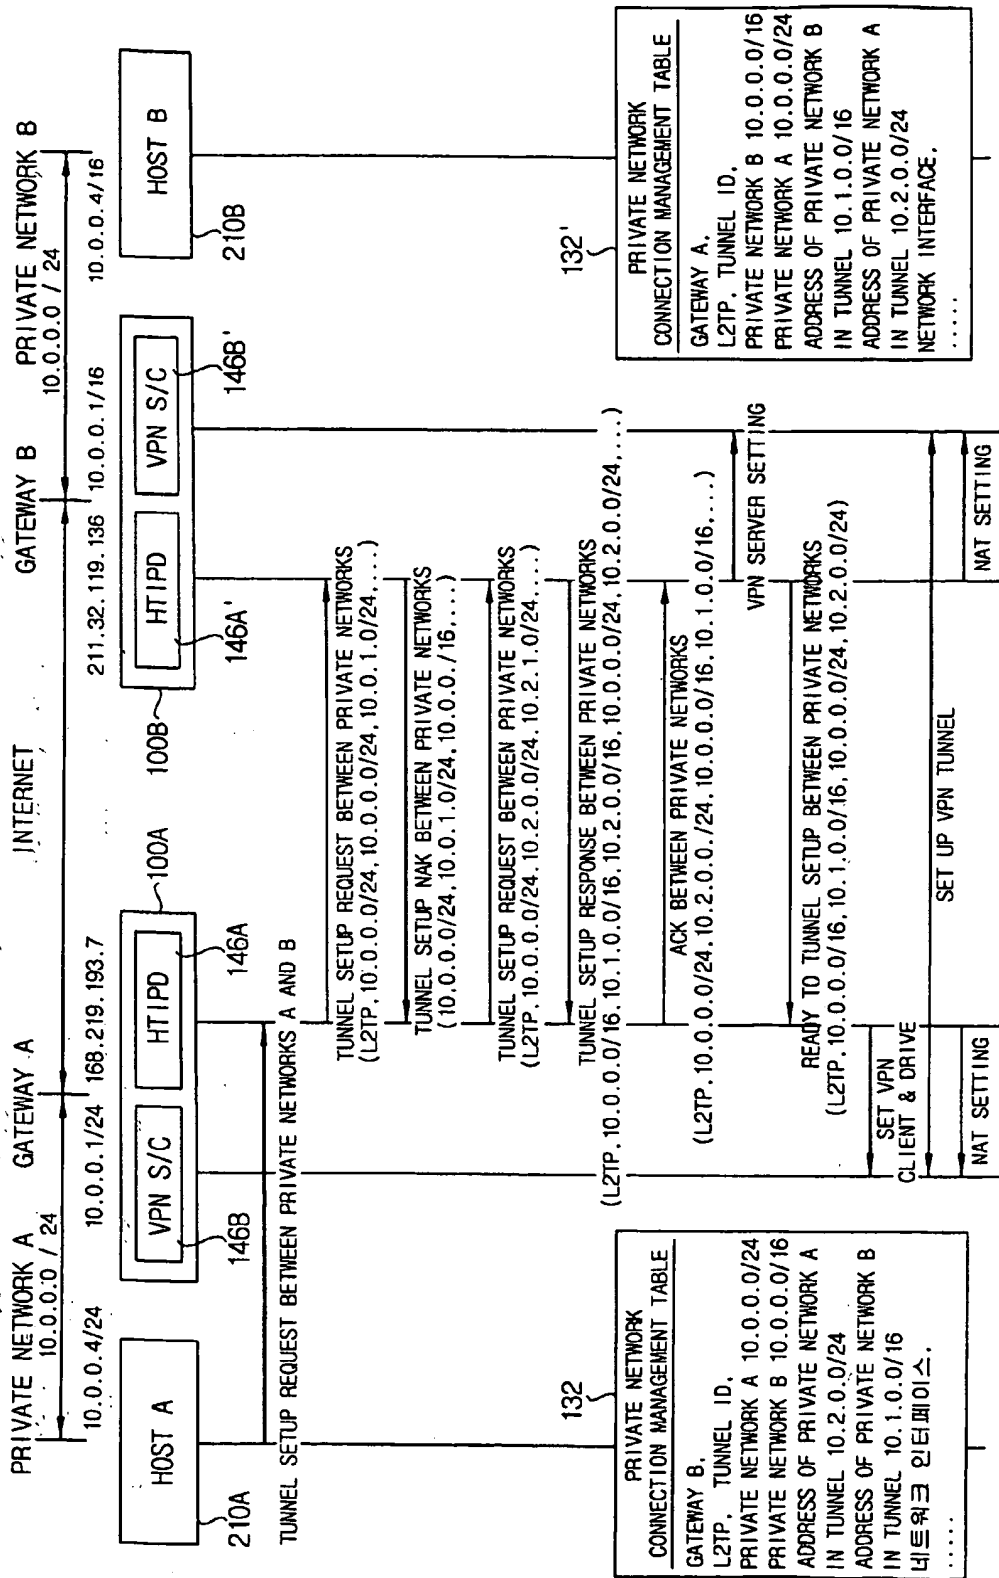 PRIVATE NETWORK A
GATEWAY A
INTERNET
GATEWAY B
PRIVATE NETWORK B
10.0.0.0 / 24
10.0.0.0 / 24
10.0.0.4/24
10.0.0.1/24
168.219.193.7
211.32.119.136
10.0.0.1/16
10.0.0.4/16
HOST A
VPN S/C
HTIPD
HTIPD
VPN S/C
HOST B
210A
146B
146A
100A
100B
146A'
146B'
210B
TUNNEL SETUP REQUEST BETWEEN PRIVATE NETWORKS A AND B
TUNNEL SETUP REQUEST BETWEEN PRIVATE NETWORKS
(L2TP,10.0.0.0/24,10.0.1.0/24,....)
TUNNEL SETUP NAK BETWEEN PRIVATE NETWORKS
(10.0.0.0/24,10.0.1.0/24,10.0.0./16,....)
TUNNEL SETUP REQUEST BETWEEN PRIVATE NETWORKS
(L2TP,10.0.0.0/24,10.2.0.0/24,10.2.1.0/24,....)
TUNNEL SETUP RESPONSE BETWEEN PRIVATE NETWORKS
(L2TP,10.0.0.0/16,10.1.0.0/16,10.2.0.0/16,10.0.0.0/24,10.2.0.0/24,....)
ACK BETWEEN PRIVATE NETWORKS
(L2TP,10.0.0.0/24,10.2.0.0./24,10.0.0.0/16,10.1.0.0/16,....)
VPN SERVER SETTING
READY TO TUNNEL SETUP BETWEEN PRIVATE NETWORKS
(L2TP,10.0.0.0/16,10.1.0.0/16,10.0.0.0/24,10.2.0.0/24)
SET VPN
CLIENT & DRIVE
SET UP VPN TUNNEL
NAT SETTING
NAT SETTING
132
PRIVATE NETWORK
CONNECTION MANAGEMENT TABLE
GATEWAY B,
L2TP, TUNNEL ID,
PRIVATE NETWORK A 10.0.0.0/24
PRIVATE NETWORK B 10.0.0.0/16
ADDRESS OF PRIVATE NETWORK A
IN TUNNEL 10.2.0.0/24
ADDRESS OF PRIVATE NETWORK B
IN TUNNEL 10.1.0.0/16
네트워크 인터페이스,
.....
132'
PRIVATE NETWORK
CONNECTION MANAGEMENT TABLE
GATEWAY A,
L2TP, TUNNEL ID,
PRIVATE NETWORK B 10.0.0.0/16
PRIVATE NETWORK A 10.0.0.0/24
ADDRESS OF PRIVATE NETWORK B
IN TUNNEL 10.1.0.0/16
ADDRESS OF PRIVATE NETWORK A
IN TUNNEL 10.2.0.0/24
NETWORK INTERFACE,
.....